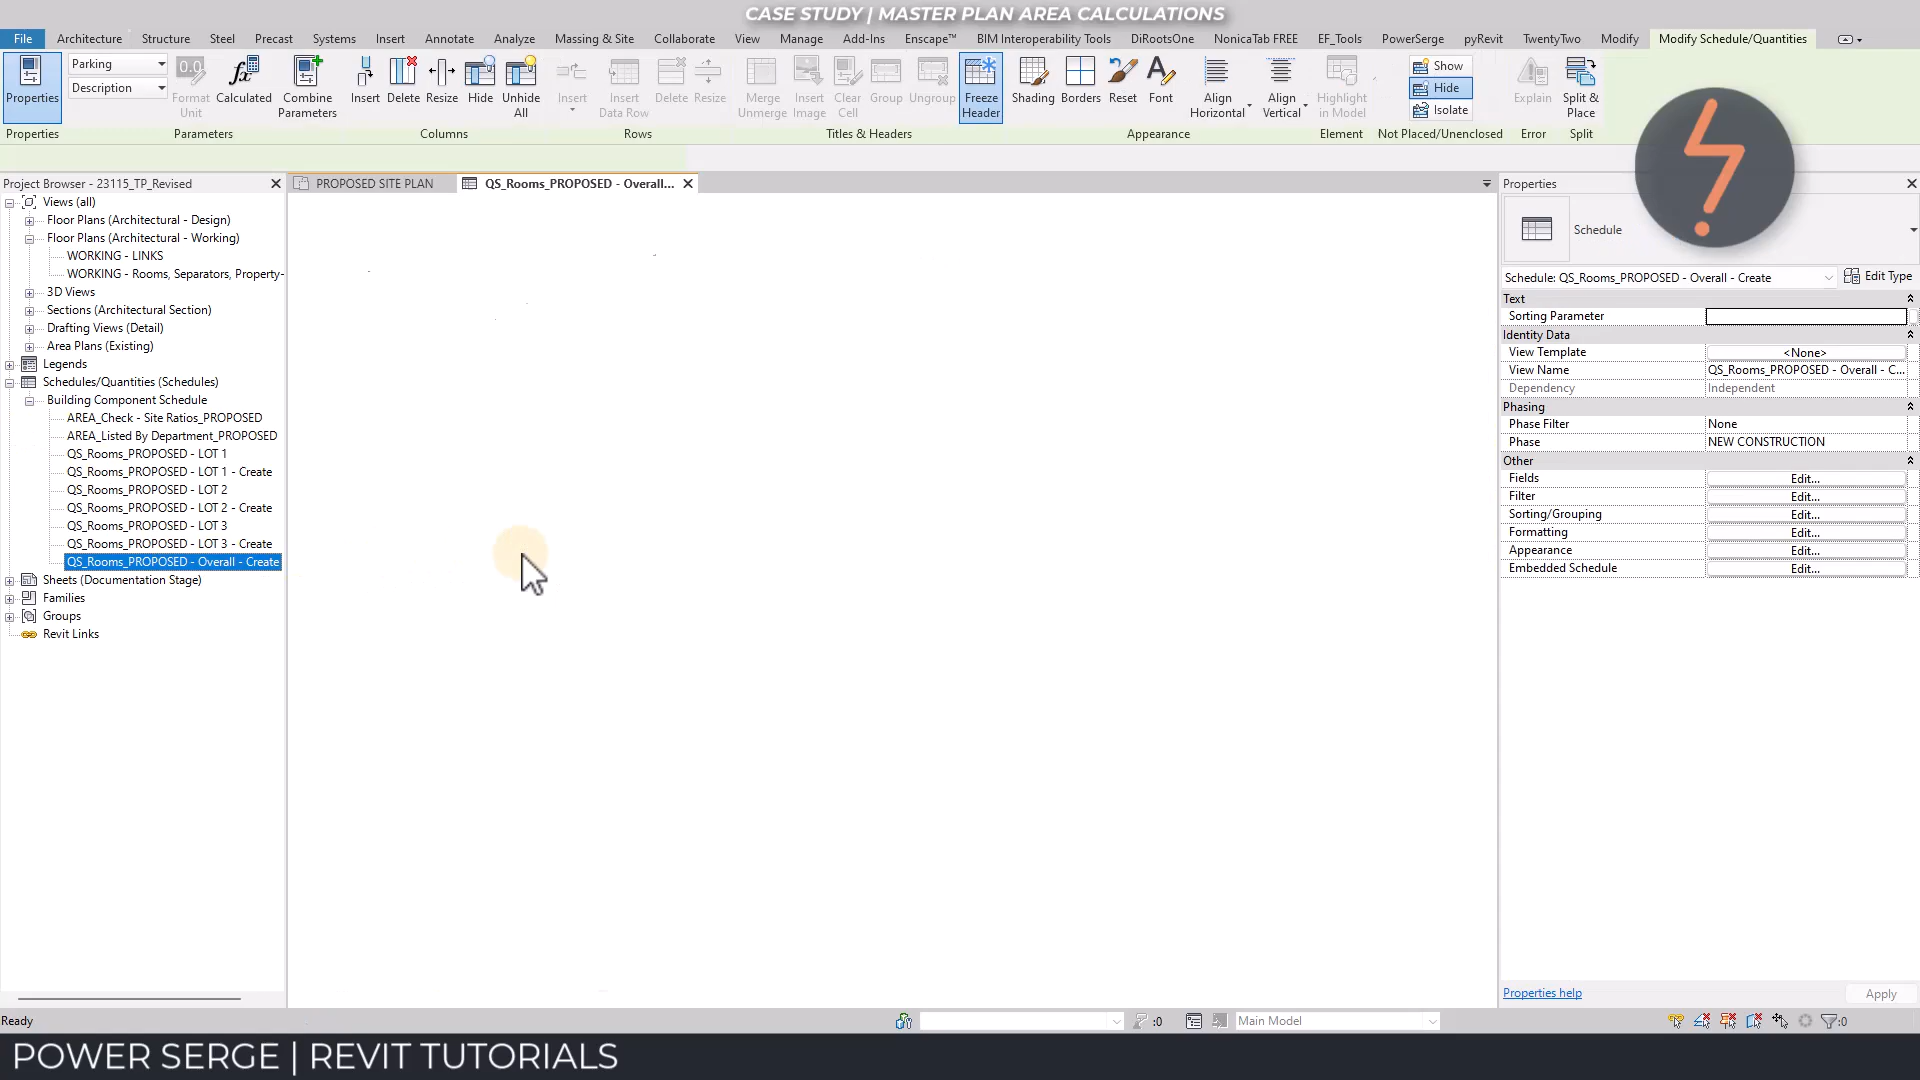 CASE STUDY | MASTER PLAN AREA CALCULATIONS
File Architecture Structure Steel Precast Systems Insert Annotate Analyze Massing & Site Collaborate View Manage Add-Ins Enscape™ BIM Interoperability Tools DiRootsOne NonicaTab FREE EF_Tools PowerSerge pyRevit TwentyTwo Modify Modify Schedule/Quantities
Properties
Parking
Description
0.0
Format Unit
fx
Calculated
Combine Parameters
Insert
Delete
Resize
Hide
Unhide All
Insert
Insert Data Row
Delete
Resize
Merge Unmerge
Insert Image
Clear Cell
Group
Ungroup
Freeze Header
Shading
Borders
Reset
Font
Align Horizontal
Align Vertical
Highlight in Model
Show
Hide
Isolate
Explain
Split & Place
Properties Parameters Columns Rows Titles & Headers Appearance Element Not Placed/Unenclosed Error Split
Project Browser - 23115_TP_Revised
Views (all)
Floor Plans (Architectural - Design)
Floor Plans (Architectural - Working)
WORKING - LINKS
WORKING - Rooms, Separators, Property-
3D Views
Sections (Architectural Section)
Drafting Views (Detail)
Area Plans (Existing)
Legends
Schedules/Quantities (Schedules)
Building Component Schedule
AREA_Check - Site Ratios_PROPOSED
AREA_Listed By Department_PROPOSED
QS_Rooms_PROPOSED - LOT 1
QS_Rooms_PROPOSED - LOT 1 - Create
QS_Rooms_PROPOSED - LOT 2
QS_Rooms_PROPOSED - LOT 2 - Create
QS_Rooms_PROPOSED - LOT 3
QS_Rooms_PROPOSED - LOT 3 - Create
QS_Rooms_PROPOSED - Overall - Create
Sheets (Documentation Stage)
Families
Groups
Revit Links
PROPOSED SITE PLAN
QS_Rooms_PROPOSED - Overall...
Properties
Schedule
Schedule: QS_Rooms_PROPOSED - Overall - Create
Edit Type
Text
Sorting Parameter
Identity Data
View Template <None>
View Name QS_Rooms_PROPOSED - Overall - C...
Dependency Independent
Phasing
Phase Filter None
Phase NEW CONSTRUCTION
Other
Fields Edit...
Filter Edit...
Sorting/Grouping Edit...
Formatting Edit...
Appearance Edit...
Embedded Schedule Edit...
Properties help
Apply
Ready
:0
Main Model
:0
POWER SERGE | REVIT TUTORIALS